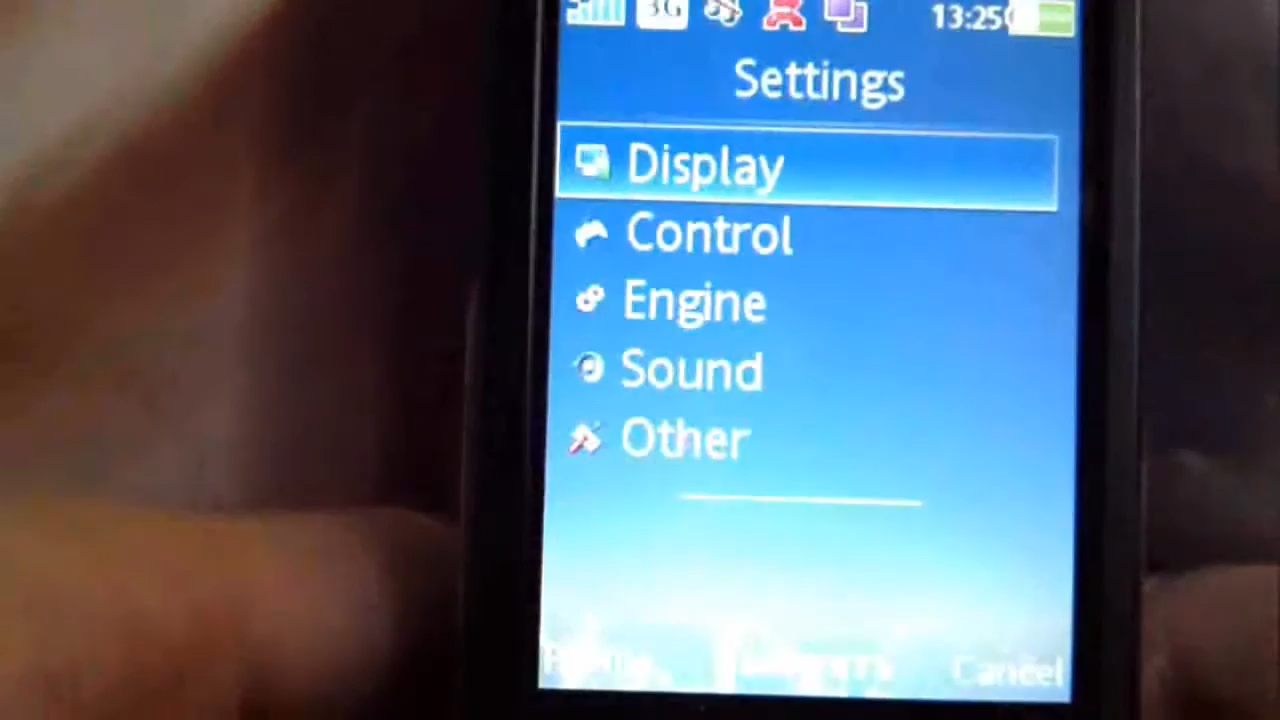 3G 13:25
Settings
Display
Control
Engine
Sound
Other
Cancel